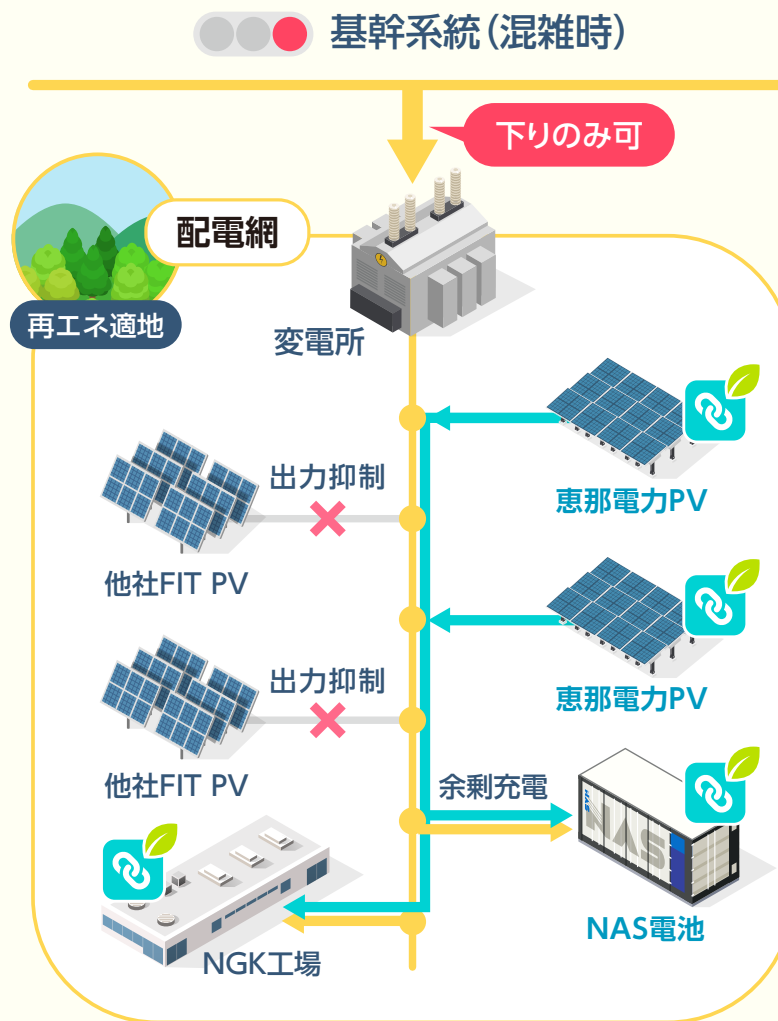 基幹系統(混雑時)
下りのみ可
配電網
再エネ適地
変電所
恵那電力PV
出力抑制
他社FIT PV
恵那電力PV
出力抑制
他社FIT PV
余剰充電
NAS
NAS
NAS電池
NGK工場